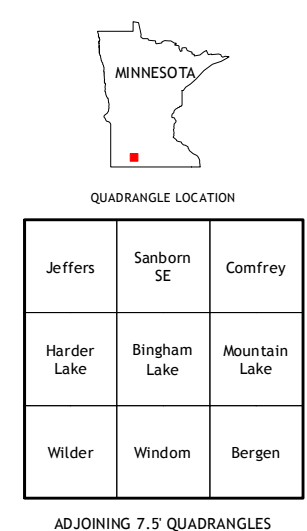 MINNESOTA
QUADRANGLE LOCATION
Jeffers
Sanborn
SE
Comfrey
Harder
Lake
Bingham
Lake
Mountain
Lake
Wilder
Windom
Bergen
ADJOINING 7.5' QUADRANGLES